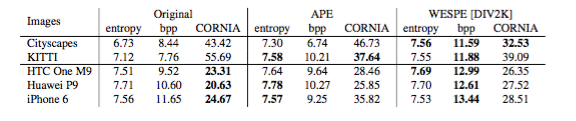 Images Original APE WESPE [DIV2K]
entropy bpp CORNIA entropy bpp CORNIA entropy bpp CORNIA
Cityscapes 6.73 8.44 43.42 7.30 6.74 46.73 7.56 11.59 32.53
KITTI 7.12 7.76 55.69 7.58 10.21 37.64 7.55 11.88 39.09
HTC One M9 7.51 9.52 23.31 7.64 9.64 28.46 7.69 12.99 26.35
Huawei P9 7.71 10.60 20.63 7.78 10.27 25.85 7.70 12.61 27.52
iPhone 6 7.56 11.65 24.67 7.57 9.25 35.82 7.53 13.44 28.51